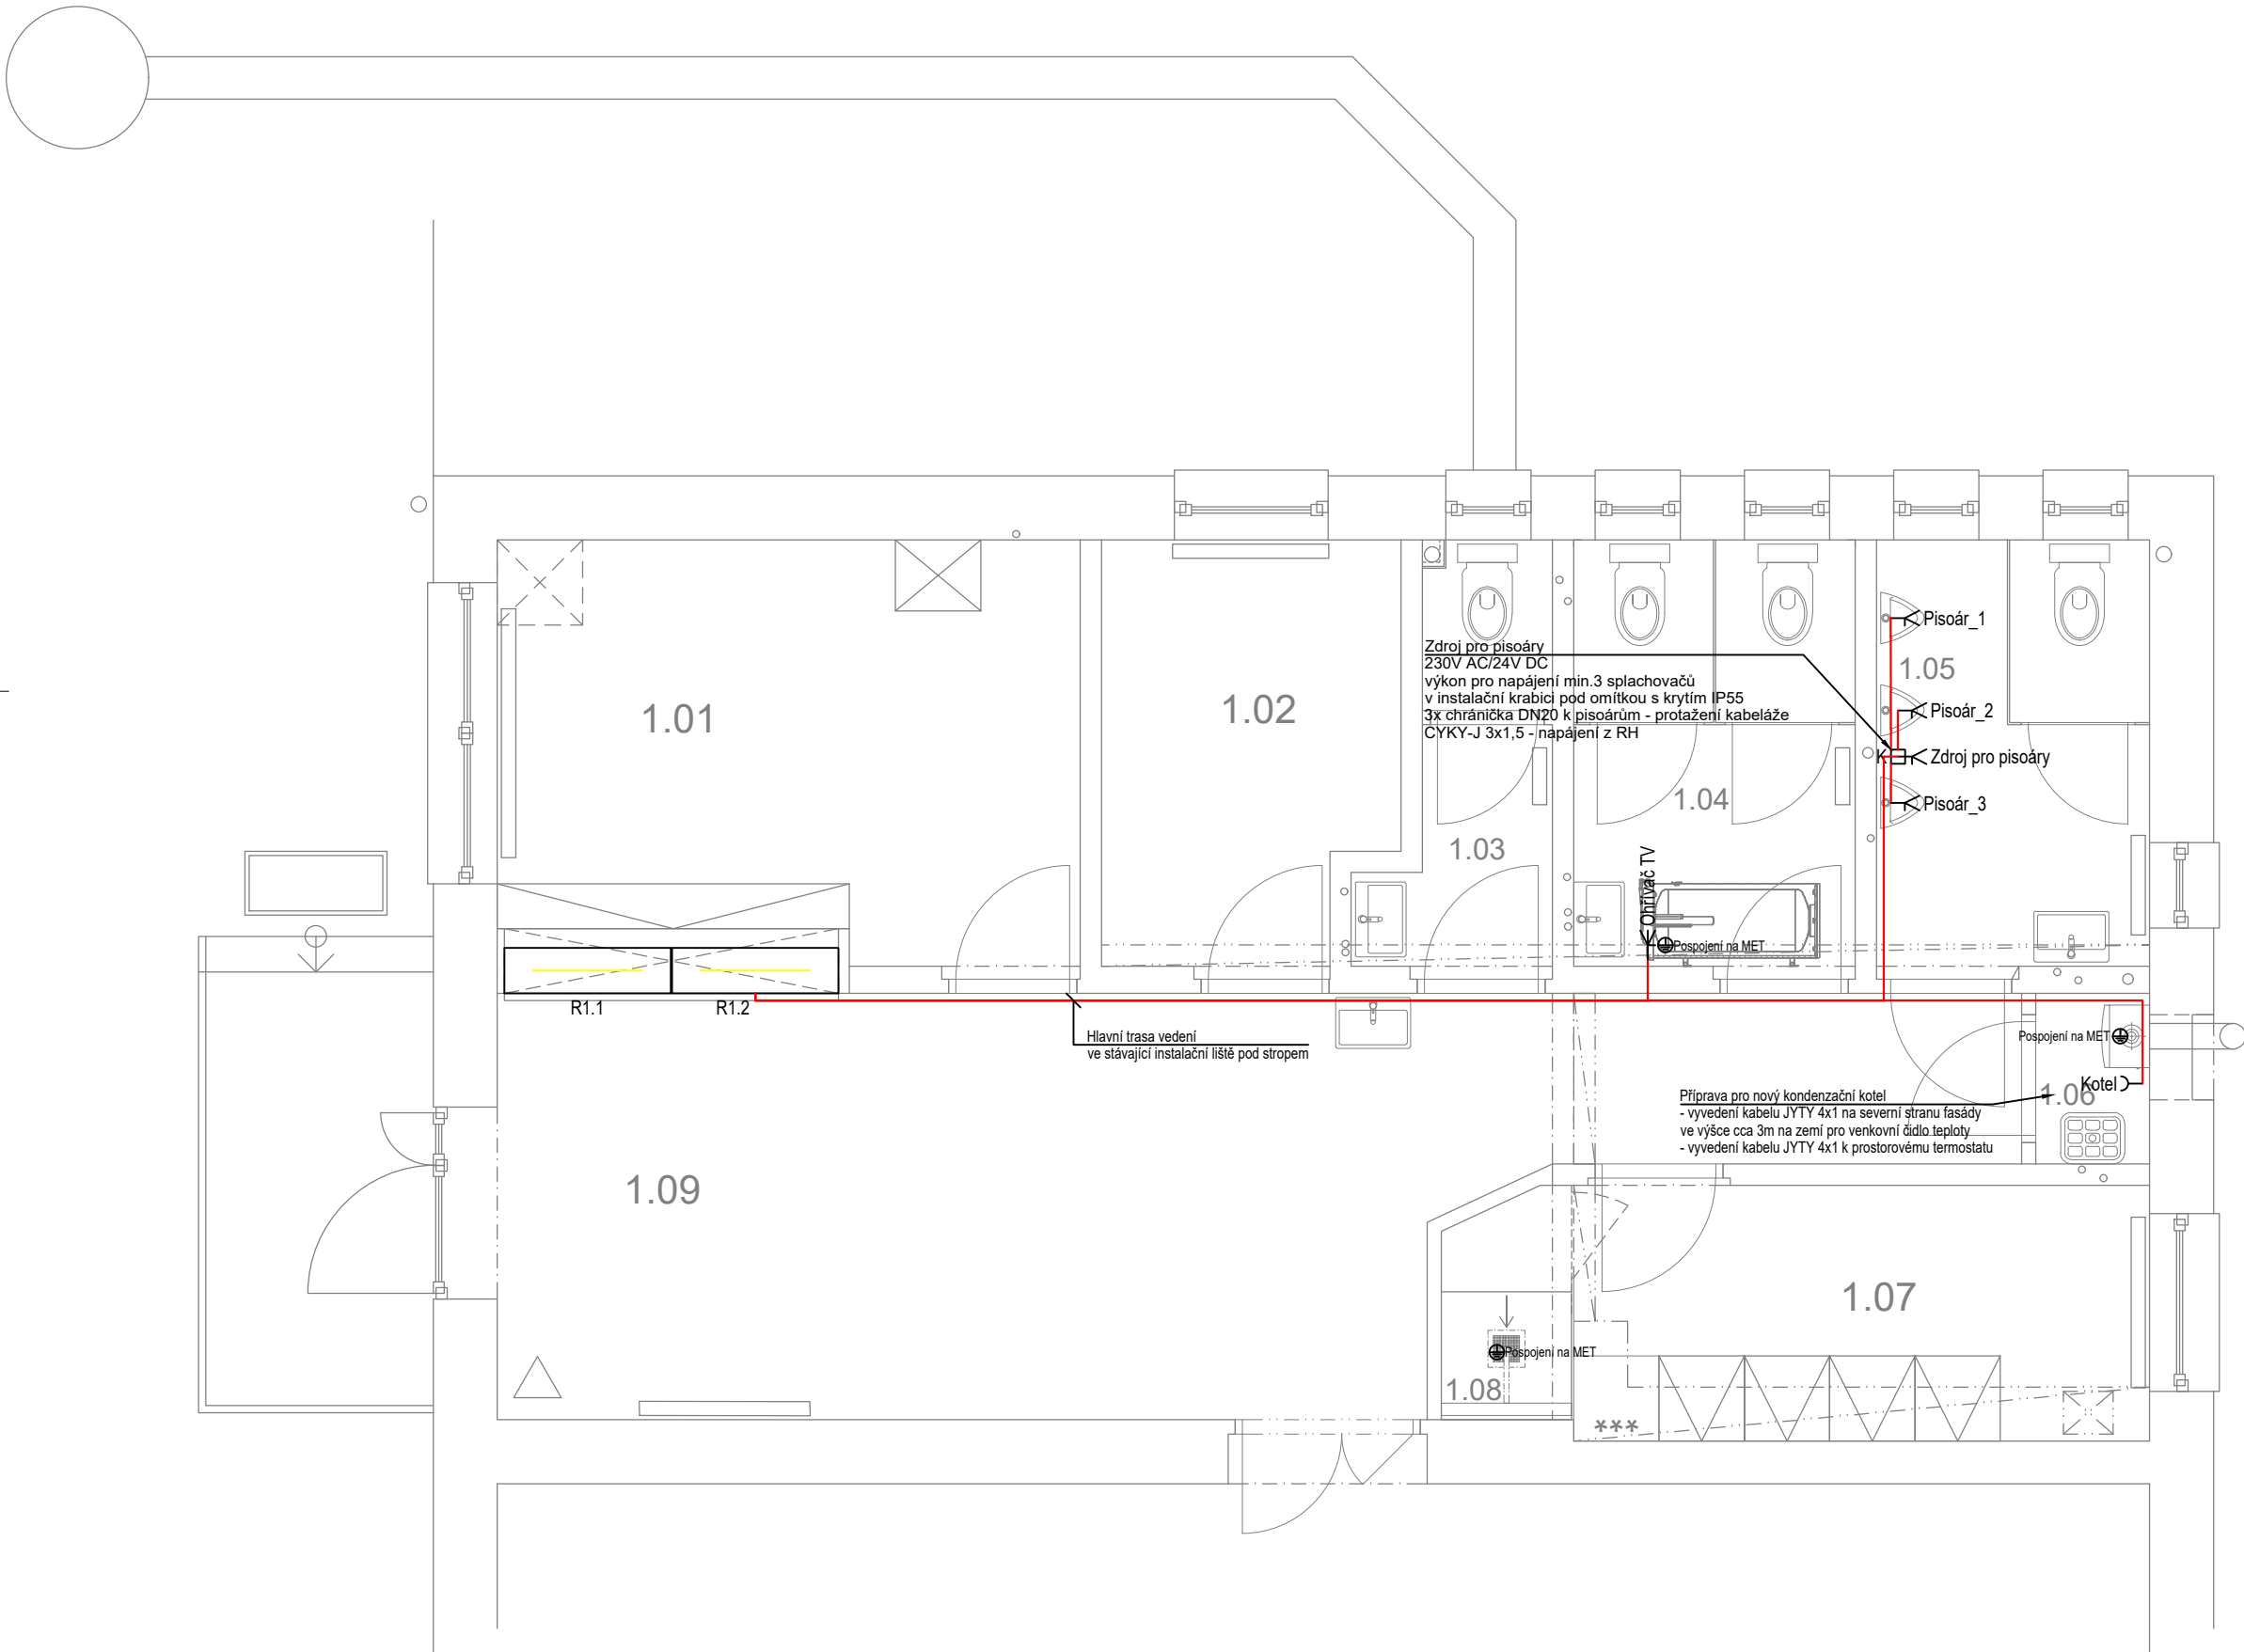 Pisoár_1
Zdroj pro pisoáry
230V AC/24V DC
výkon pro napájení min.3 splachovačů
v instalační krabici pod omítkou s krytím IP55
3x chránička DN20 k pisoárům - protažení kabeláže
CYKY-J 3x1,5 - napájení z RH
1.05
1.01
1.02
Pisoár_2
K
Zdroj pro pisoáry
Pisoár_3
1.04
1.03
Ohřívač TV
Pospojení na MET
R1.1
R1.2
Hlavní trasa vedení
ve stávající instalační liště pod stropem
Pospojení na MET
Kotel
1.06
Příprava pro nový kondenzační kotel
- vyvedení kabelu JYTY 4x1 na severní stranu fasády
ve výšce cca 3m na zemí pro venkovní čidlo teploty
- vyvedení kabelu JYTY 4x1 k prostorovému termostatu
1.09
1.07
Pospojení na MET
1.08
***